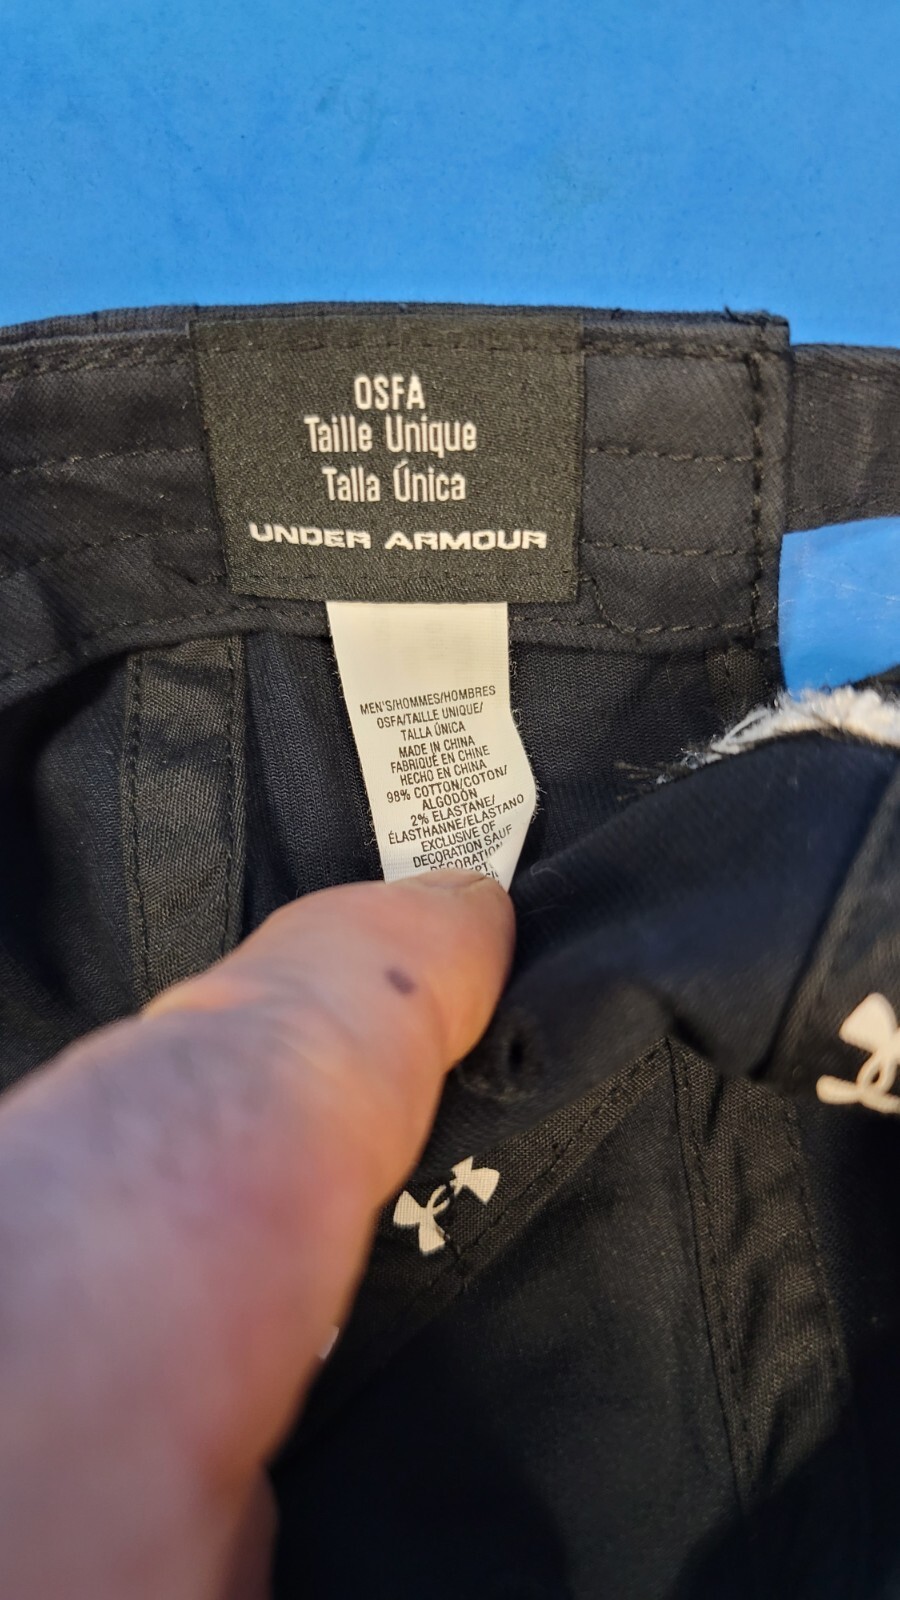 OSFA
Taille Unique
Talla Única
UNDER ARMOUR
MEN'S/HOMMES/HOMBRES
OSFA/TAILLE UNIQUE/
TALLA ÚNICA
MADE IN CHINA
FABRIQUÉ EN CHINE
HECHO EN CHINA
98% COTTON/COTON/
ALGODÓN
2% ELASTANE/
ÉLASTHANNE/ELASTANO
EXCLUSIVE OF
DECORATION SAUF
DECORATION